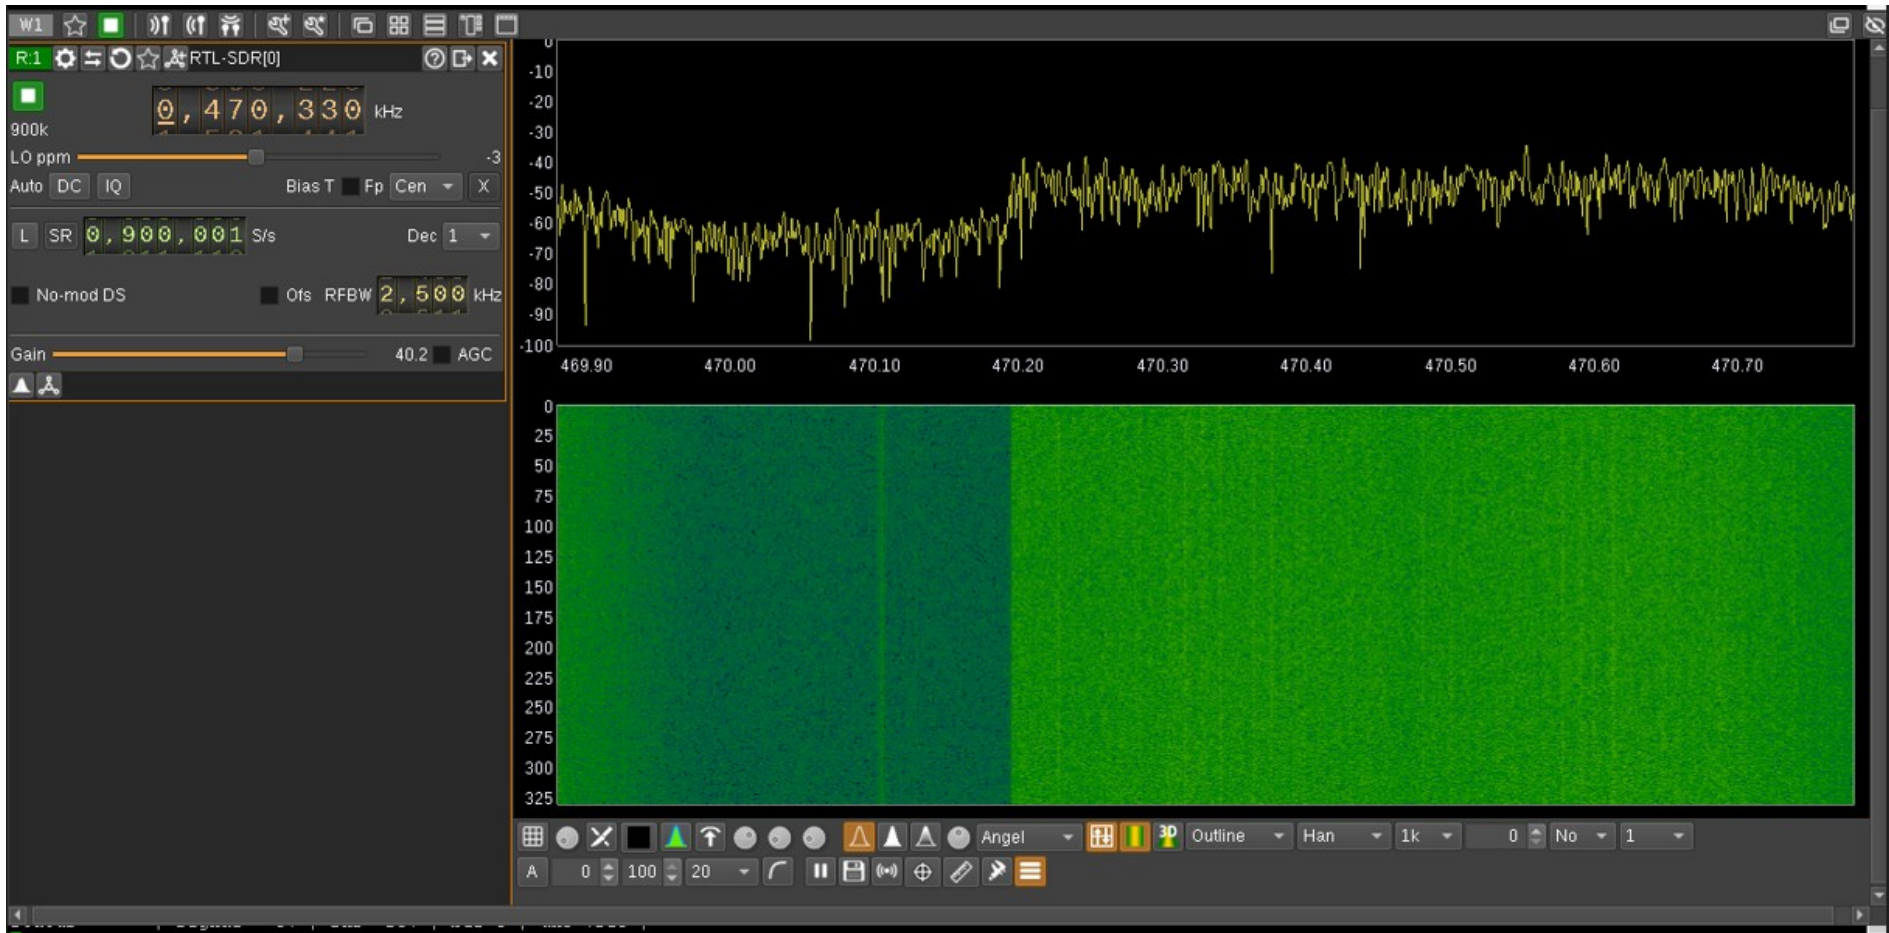 W1
R:1 RTL-SDR[0]
0,470,330 kHz
900k
LO ppm -3
Auto DC IQ Bias T Fp Cen X
L SR 0,900,001 S/s Dec 1
No-mod DS Ofs RFBW 2,500 kHz
Gain 40.2 AGC
0
-10
-20
-30
-40
-50
-60
-70
-80
-90
-100
469.90 470.00 470.10 470.20 470.30 470.40 470.50 470.60 470.70
0
25
50
75
100
125
150
175
200
225
250
275
300
325
Angel 3D Outline Han 1k 0 No 1
A 0 100 20